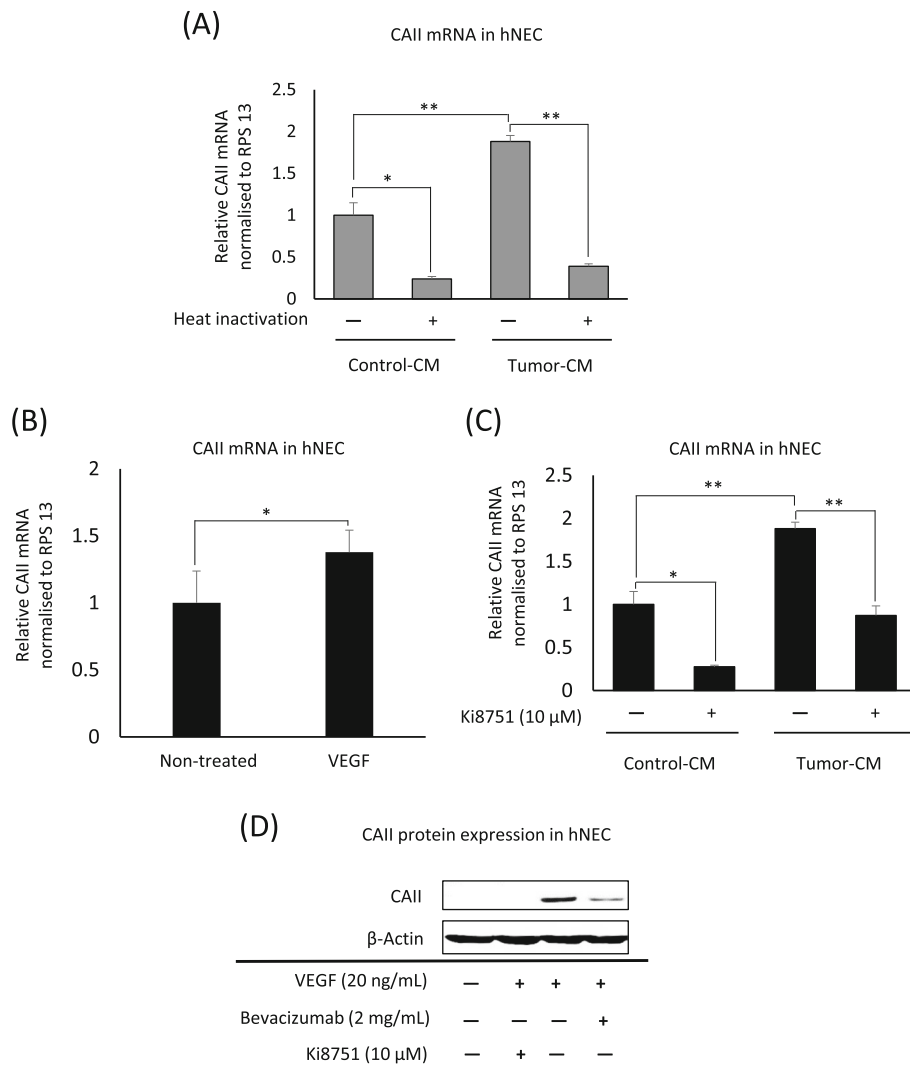 (A)
CAII mRNA in hNEC
Relative CAII mRNA
normalised to RPS 13
2.5
2
1.5
1
0.5
0
**
**
*
Heat inactivation — + — +
Control-CM Tumor-CM
(B)
CAII mRNA in hNEC
Relative CAII mRNA
normalised to RPS 13
2
1.5
1
0.5
0
*
Non-treated VEGF
(C)
CAII mRNA in hNEC
Relative CAII mRNA
normalised to RPS 13
2.5
2
1
0.5
0
**
**
*
Ki8751 (10 μM) — + — +
Control-CM Tumor-CM
(D)
CAII protein expression in hNEC
CAII
β-Actin
VEGF (20 ng/mL) — + + +
Bevacizumab (2 mg/mL) — — — +
Ki8751 (10 μM) — + — —